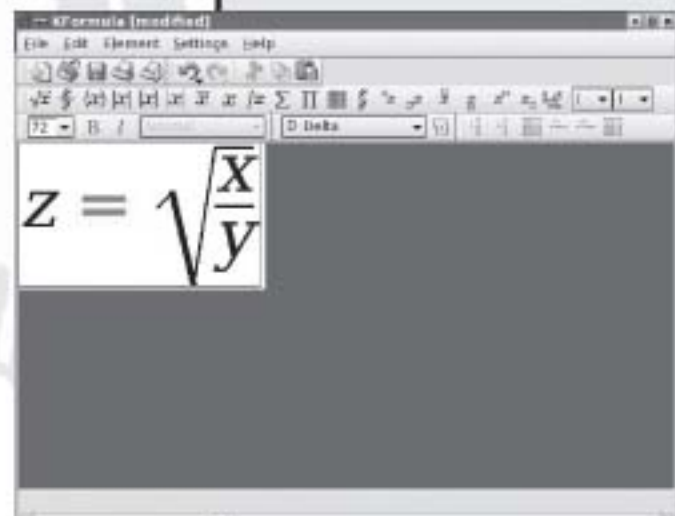 KFormula [modified]
File Edit Element Settings Help
72 B I D Delta
z = √x/y